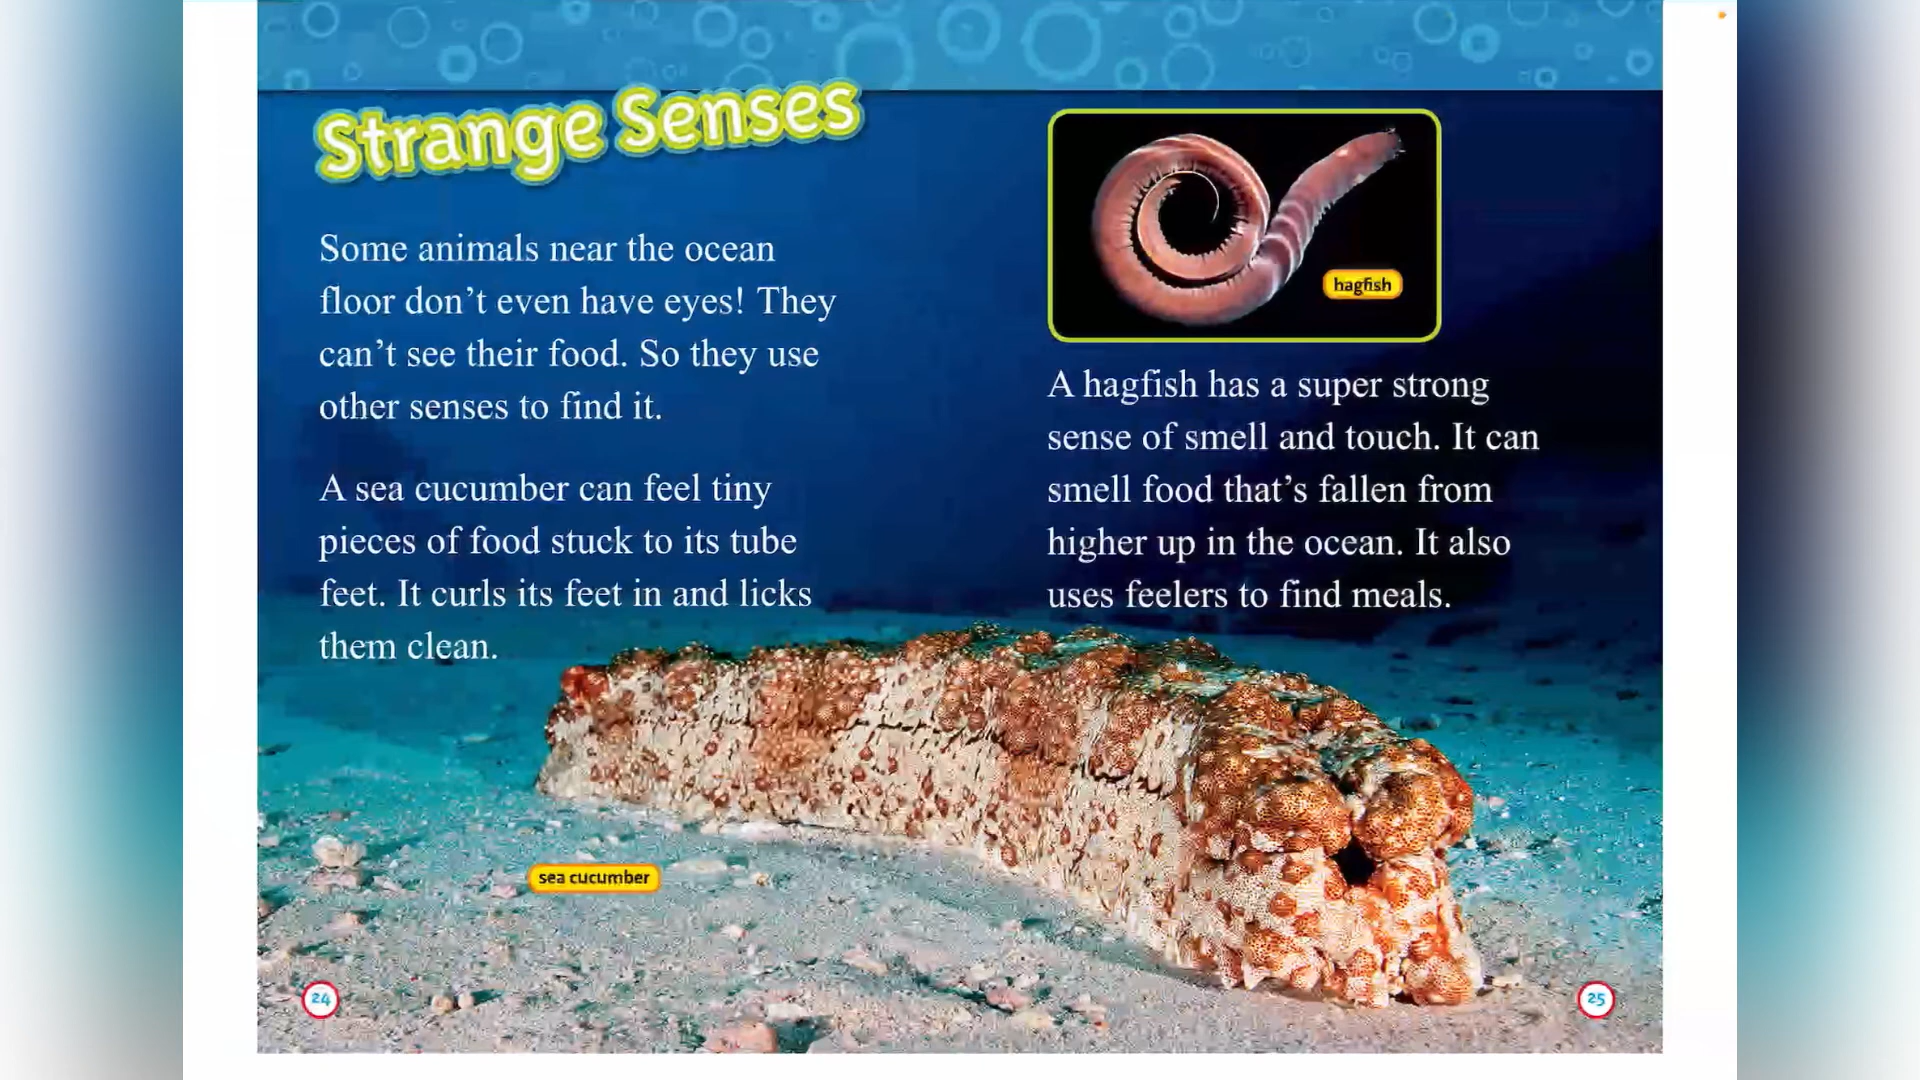 Strange Senses
Some animals near the ocean
floor don’t even have eyes! They
can’t see their food. So they use
other senses to find it.
A sea cucumber can feel tiny
pieces of food stuck to its tube
feet. It curls its feet in and licks
them clean.
sea cucumber
24
hagfish
A hagfish has a super strong
sense of smell and touch. It can
smell food that’s fallen from
higher up in the ocean. It also
uses feelers to find meals.
25